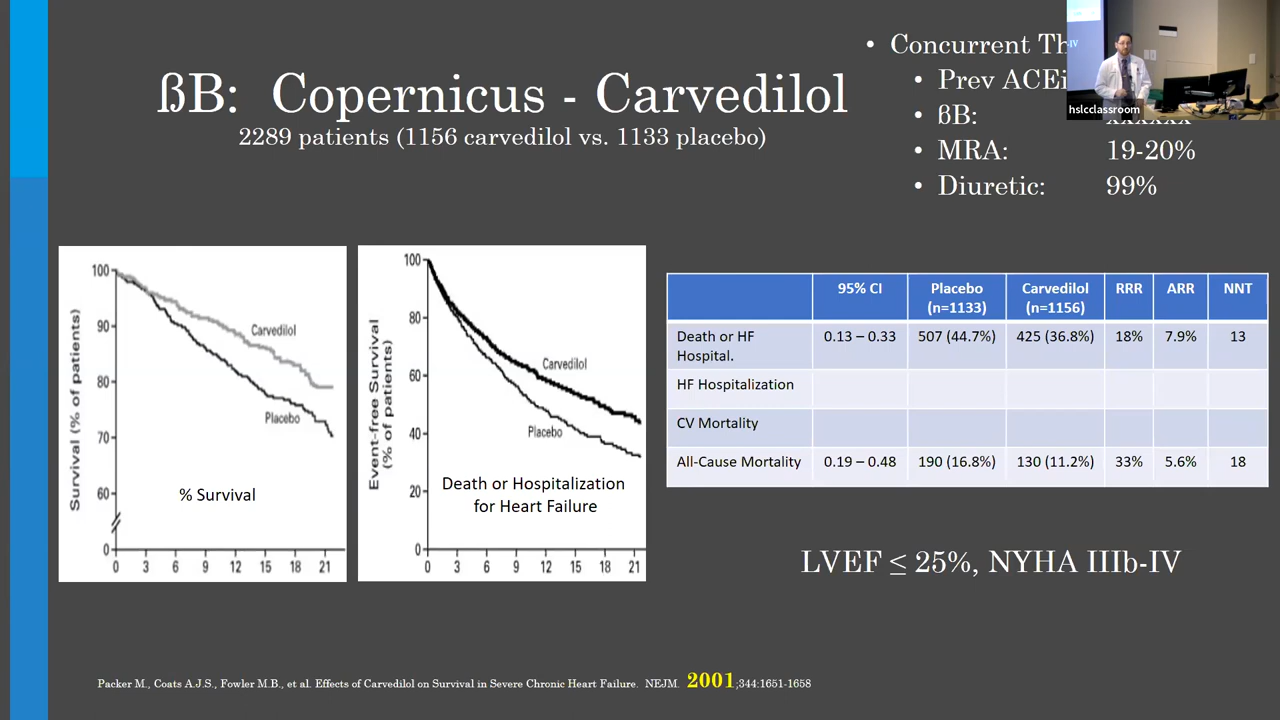 ßB: Copernicus - Carvedilol
2289 patients (1156 carvedilol vs. 1133 placebo)
• Concurrent Th
• Prev ACEi
• ßB:
• MRA: 19-20%
• Diuretic: 99%
IV
hslcclassroom
Survival (% of patients)
100
90
80
70
60
0
Carvedilol
Placebo
% Survival
0 3 6 9 12 15 18 21
Event-free Survival
(% of patients)
100
80
60
40
20
0
Carvedilol
Placebo
Death or Hospitalization
for Heart Failure
0 3 6 9 12 15 18 21
95% CI Placebo (n=1133) Carvedilol (n=1156) RRR ARR NNT
Death or HF Hospital. 0.13 – 0.33 507 (44.7%) 425 (36.8%) 18% 7.9% 13
HF Hospitalization
CV Mortality
All-Cause Mortality 0.19 – 0.48 190 (16.8%) 130 (11.2%) 33% 5.6% 18
LVEF ≤ 25%, NYHA IIIb-IV
Packer M., Coats A.J.S., Fowler M.B., et al. Effects of Carvedilol on Survival in Severe Chronic Heart Failure. NEJM. 2001;344:1651-1658